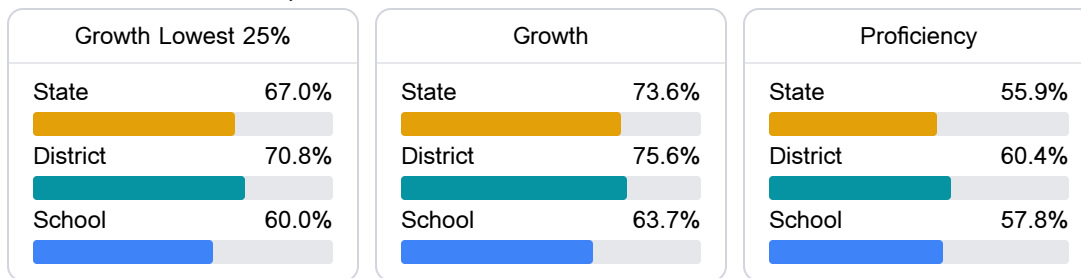 Growth Lowest 25%
State 67.0%
District 70.8%
School 60.0%
Growth
State 73.6%
District 75.6%
School 63.7%
Proficiency
State 55.9%
District 60.4%
School 57.8%